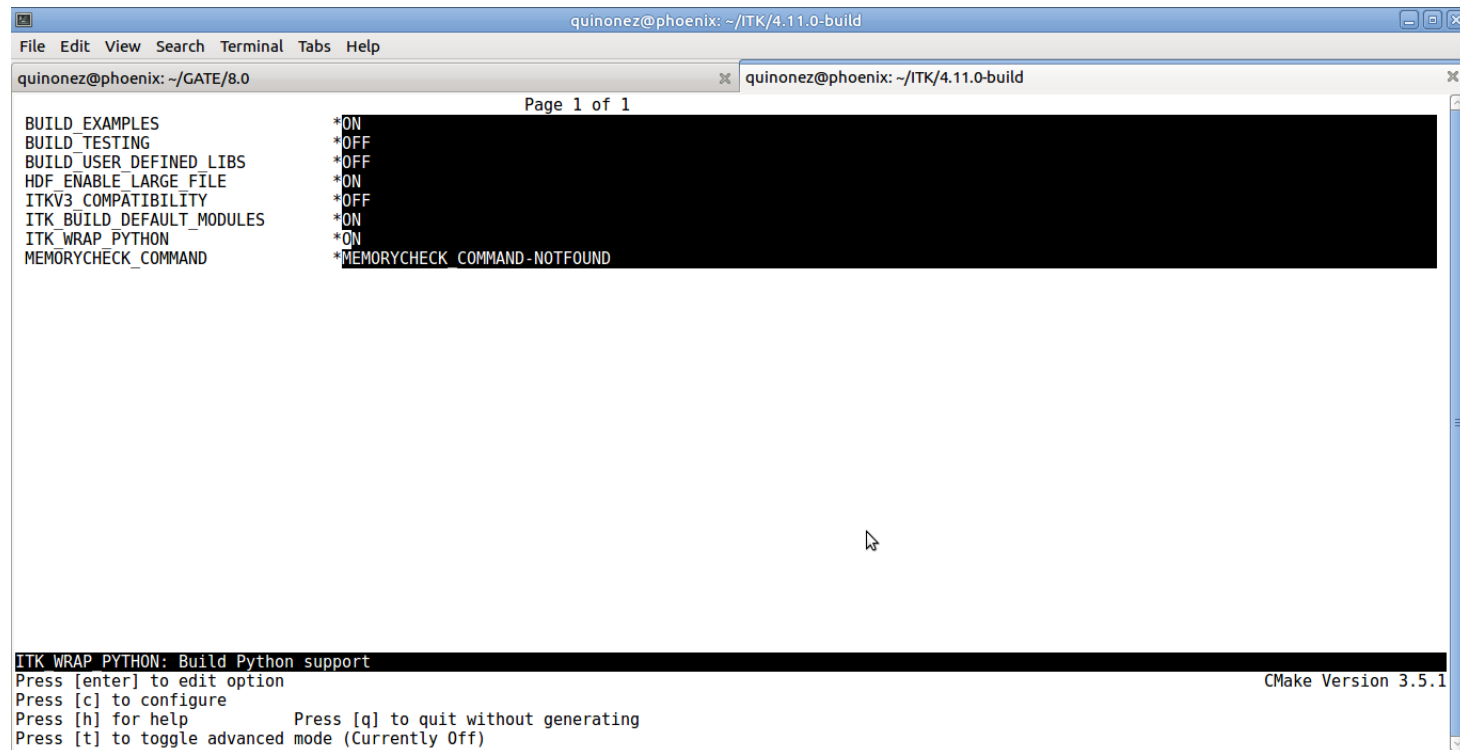 quinonez@phoenix: ~/ITK/4.11.0-build
File Edit View Search Terminal Tabs Help
quinonez@phoenix: ~/GATE/8.0 quinonez@phoenix: ~/ITK/4.11.0-build
Page 1 of 1
BUILD_EXAMPLES *ON
BUILD_TESTING *OFF
BUILD_USER_DEFINED_LIBS *OFF
HDF_ENABLE_LARGE_FILE *ON
ITKV3_COMPATIBILITY *OFF
ITK_BUILD_DEFAULT_MODULES *ON
ITK_WRAP_PYTHON *ON
MEMORYCHECK_COMMAND *MEMORYCHECK_COMMAND-NOTFOUND
ITK_WRAP_PYTHON: Build Python support
Press [enter] to edit option CMake Version 3.5.1
Press [c] to configure
Press [h] for help Press [q] to quit without generating
Press [t] to toggle advanced mode (Currently Off)